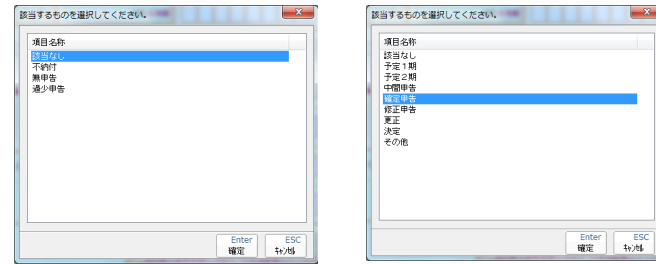 該当するものを選択してください。
項目名称
該当なし
不納付
無申告
過少申告
Enter
確定
ESC
ｷｬﾝｾﾙ
該当するものを選択してください。
項目名称
該当なし
予定1期
予定2期
中間申告
確定申告
修正申告
更正
決定
その他
Enter
確定
ESC
ｷｬﾝｾﾙ